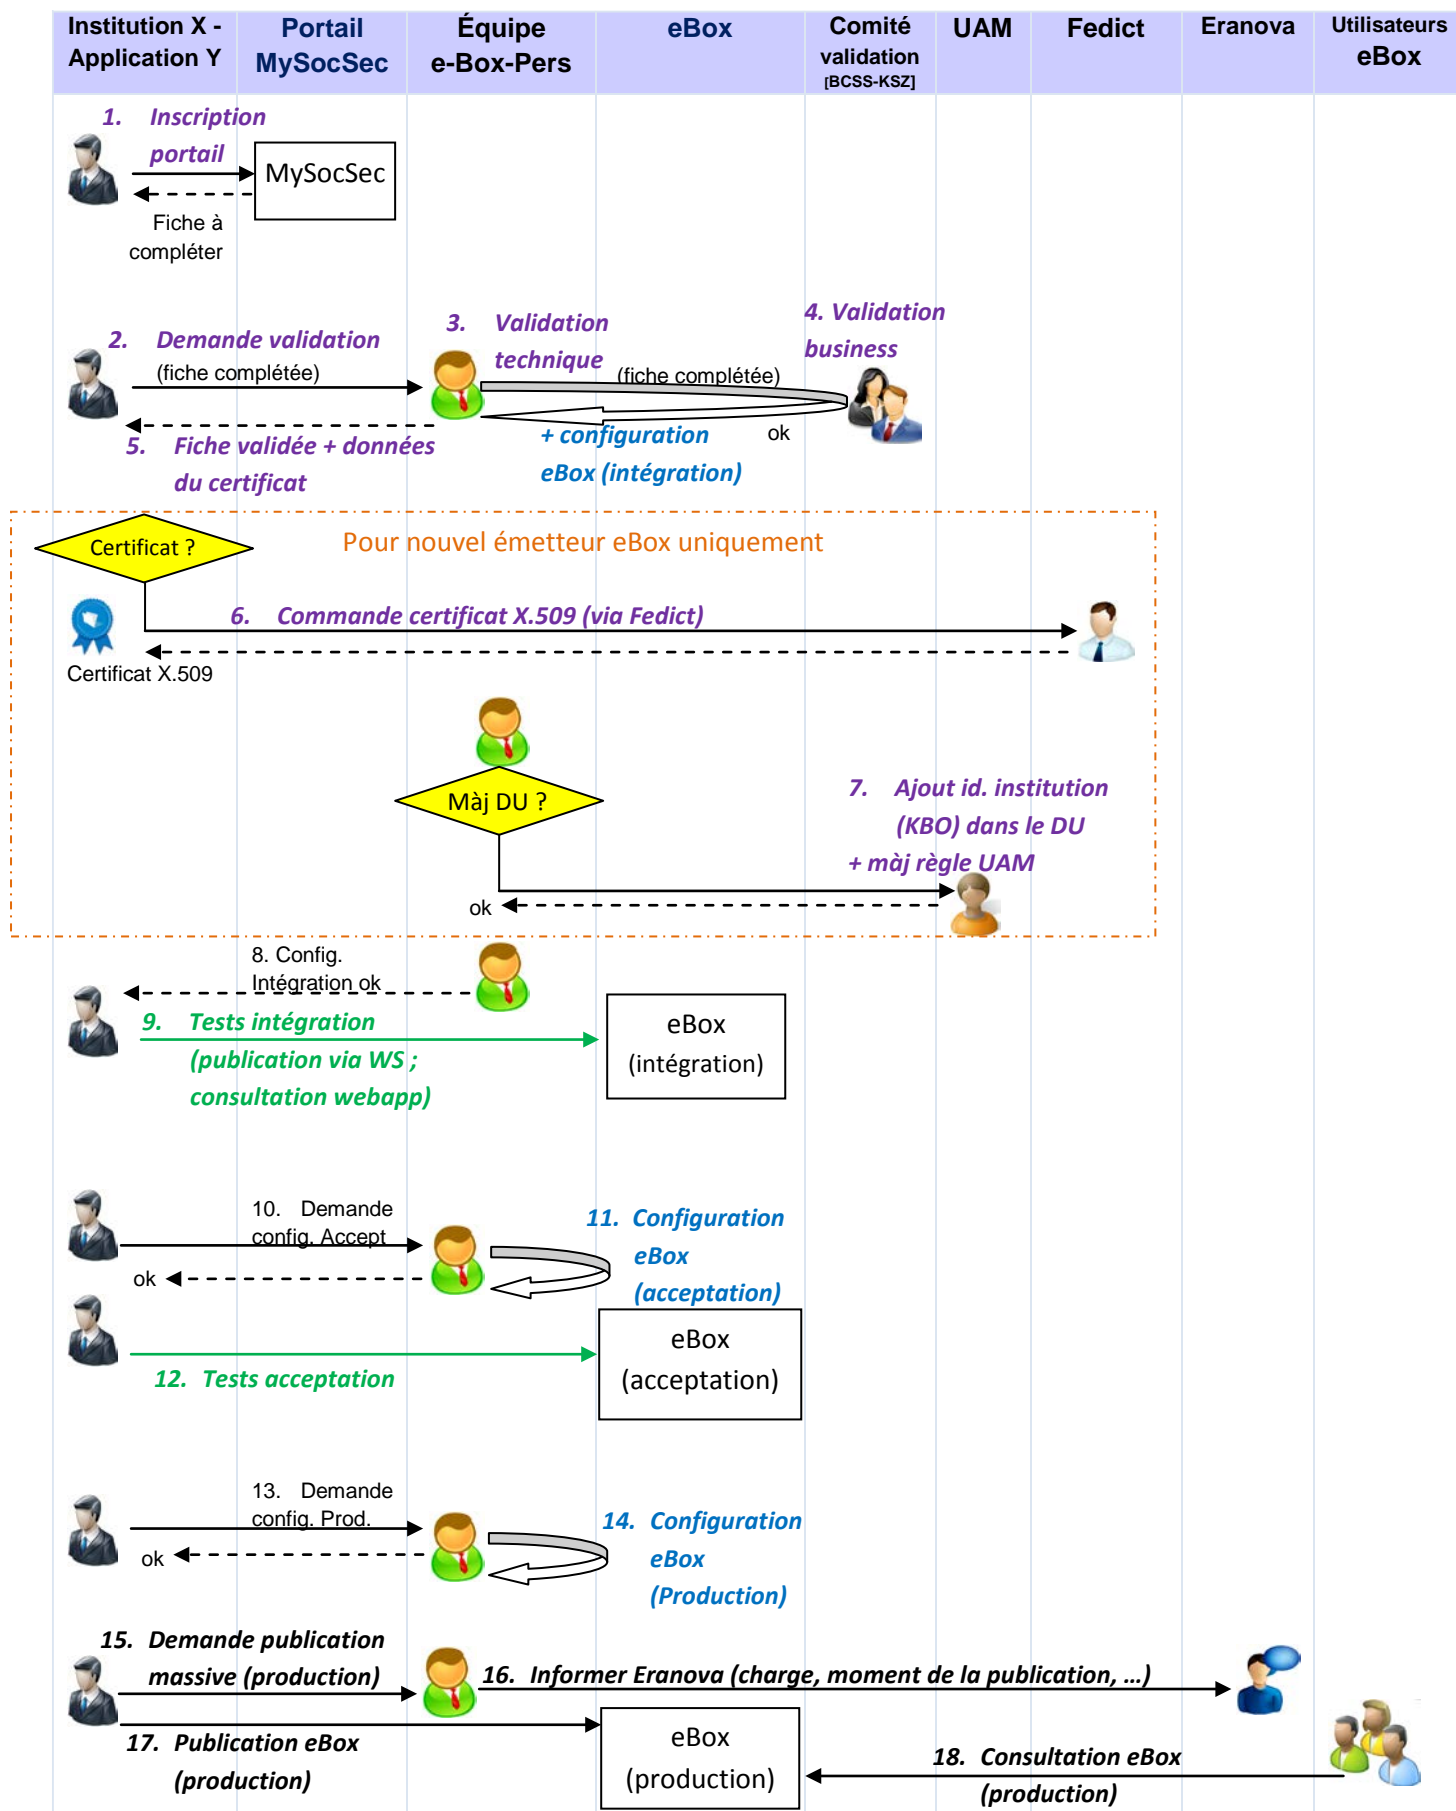 Institution X -
Application Y
Portail
MySocSec
Équipe
e-Box-Pers
eBox
Comité
validation
[BCSS-KSZ]
UAM
Fedict
Eranova
Utilisateurs
eBox
1. Inscription
portail
MySocSec
Fiche à
compléter
2. Demande validation
(fiche complétée)
3. Validation
technique
(fiche complétée)
4. Validation
business
ok
+ configuration
eBox (intégration)
5. Fiche validée + données
du certificat
Certificat ?
Pour nouvel émetteur eBox uniquement
6. Commande certificat X.509 (via Fedict)
Certificat X.509
Màj DU ?
7. Ajout id. institution
(KBO) dans le DU
+ màj règle UAM
ok
8. Config.
Intégration ok
9. Tests intégration
(publication via WS ;
consultation webapp)
eBox
(intégration)
10. Demande
config. Accept
ok
11. Configuration
eBox
(acceptation)
12. Tests acceptation
eBox
(acceptation)
13. Demande
config. Prod.
ok
14. Configuration
eBox
(Production)
15. Demande publication
massive (production)
16. Informer Eranova (charge, moment de la publication, …)
17. Publication eBox
(production)
eBox
(production)
18. Consultation eBox
(production)